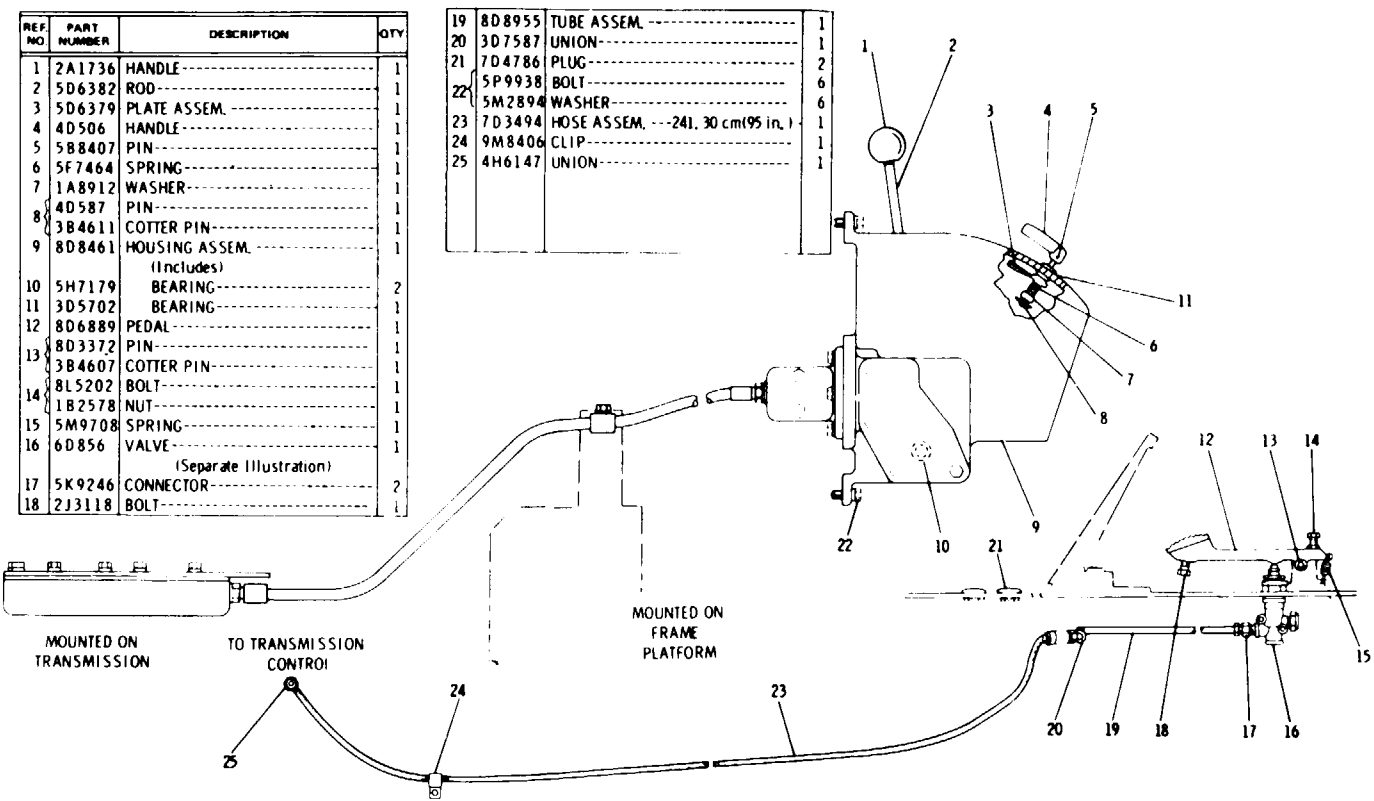 REF. NO PART NUMBER DESCRIPTION QTY
1 2A1736 HANDLE 1
2 5D6382 ROD 1
3 5D6379 PLATE ASSEM. 1
4 4D506 HANDLE 1
5 5B8407 PIN 1
6 5F7464 SPRING 1
7 1A8912 WASHER 1
8 4D587 PIN 1
3B4611 COTTER PIN 1
9 8D8461 HOUSING ASSEM. 1
(Includes)
10 5H7179 BEARING 2
11 3D5702 BEARING 1
12 8D6889 PEDAL 1
13 8D3372 PIN 1
3B4607 COTTER PIN 1
14 8L5202 BOLT 1
1B2578 NUT 1
15 5M9708 SPRING 1
16 6D856 VALVE 1
(Separate Illustration)
17 5K9246 CONNECTOR 2
18 2J3118 BOLT 1
19 8D8955 TUBE ASSEM. 1
20 3D7587 UNION 1
21 7D4786 PLUG 2
22 5P9938 BOLT 6
5M2894 WASHER 6
23 7D3494 HOSE ASSEM. ---241.30 cm(95 in.) 1
24 9M8406 CLIP 1
25 4H6147 UNION 1
1 2
3 4 5
11
6
7
8
9
10
22
21
12 13 14
15
16
17
18
19
20
23
24
25
MOUNTED ON
TRANSMISSION
TO TRANSMISSION
CONTROL
MOUNTED ON
FRAME
PLATFORM